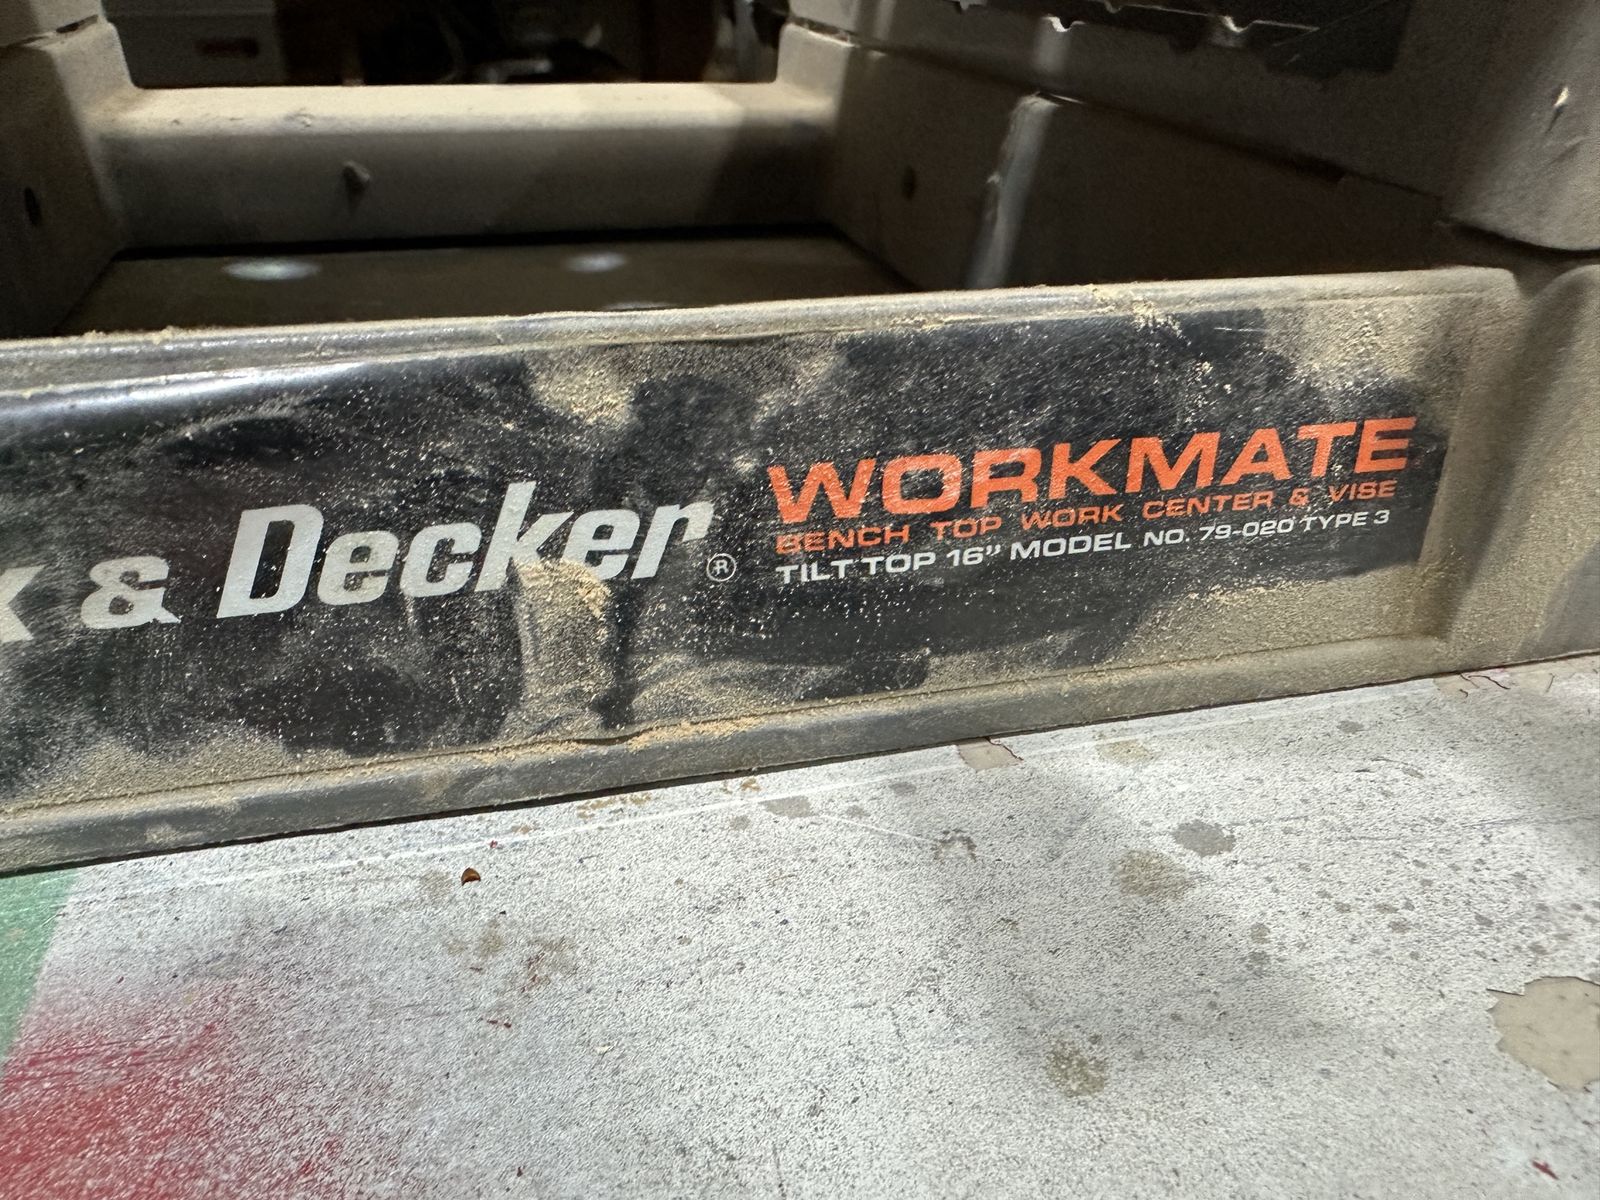 & Decker®
WORKMATE
BENCH TOP WORK CENTER & VISE
TILT TOP 16" MODEL NO. 79-020 TYPE 3